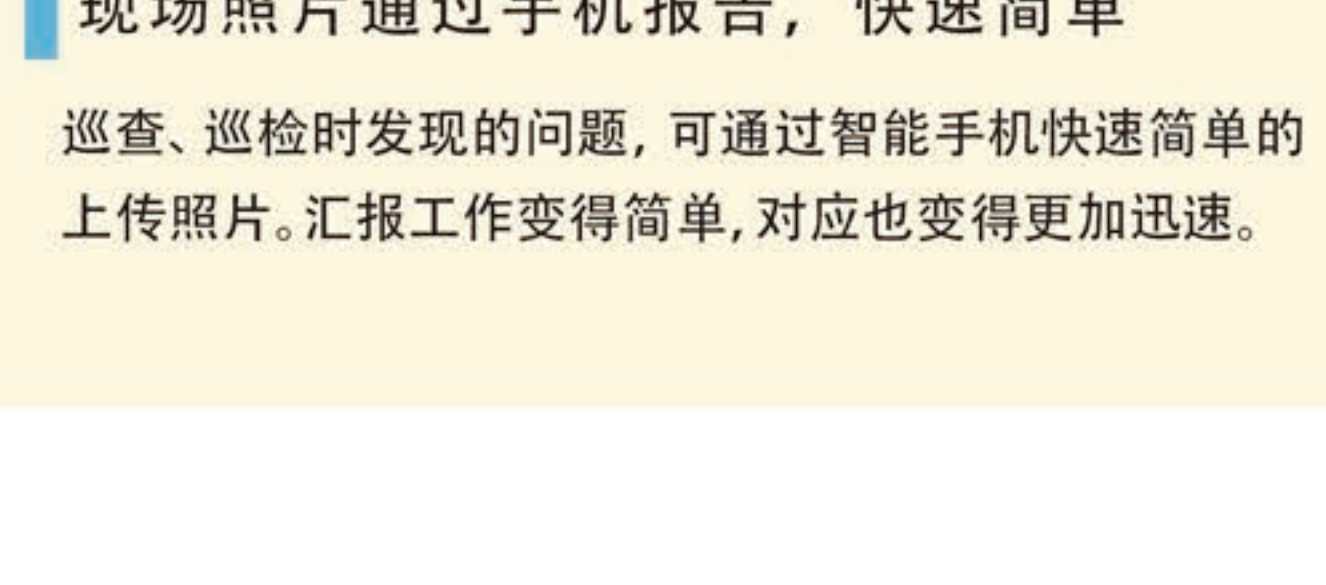 现场照片通过手机报告，快速简单
巡查、巡检时发现的问题，可通过智能手机快速简单的
上传照片。汇报工作变得简单，对应也变得更加迅速。